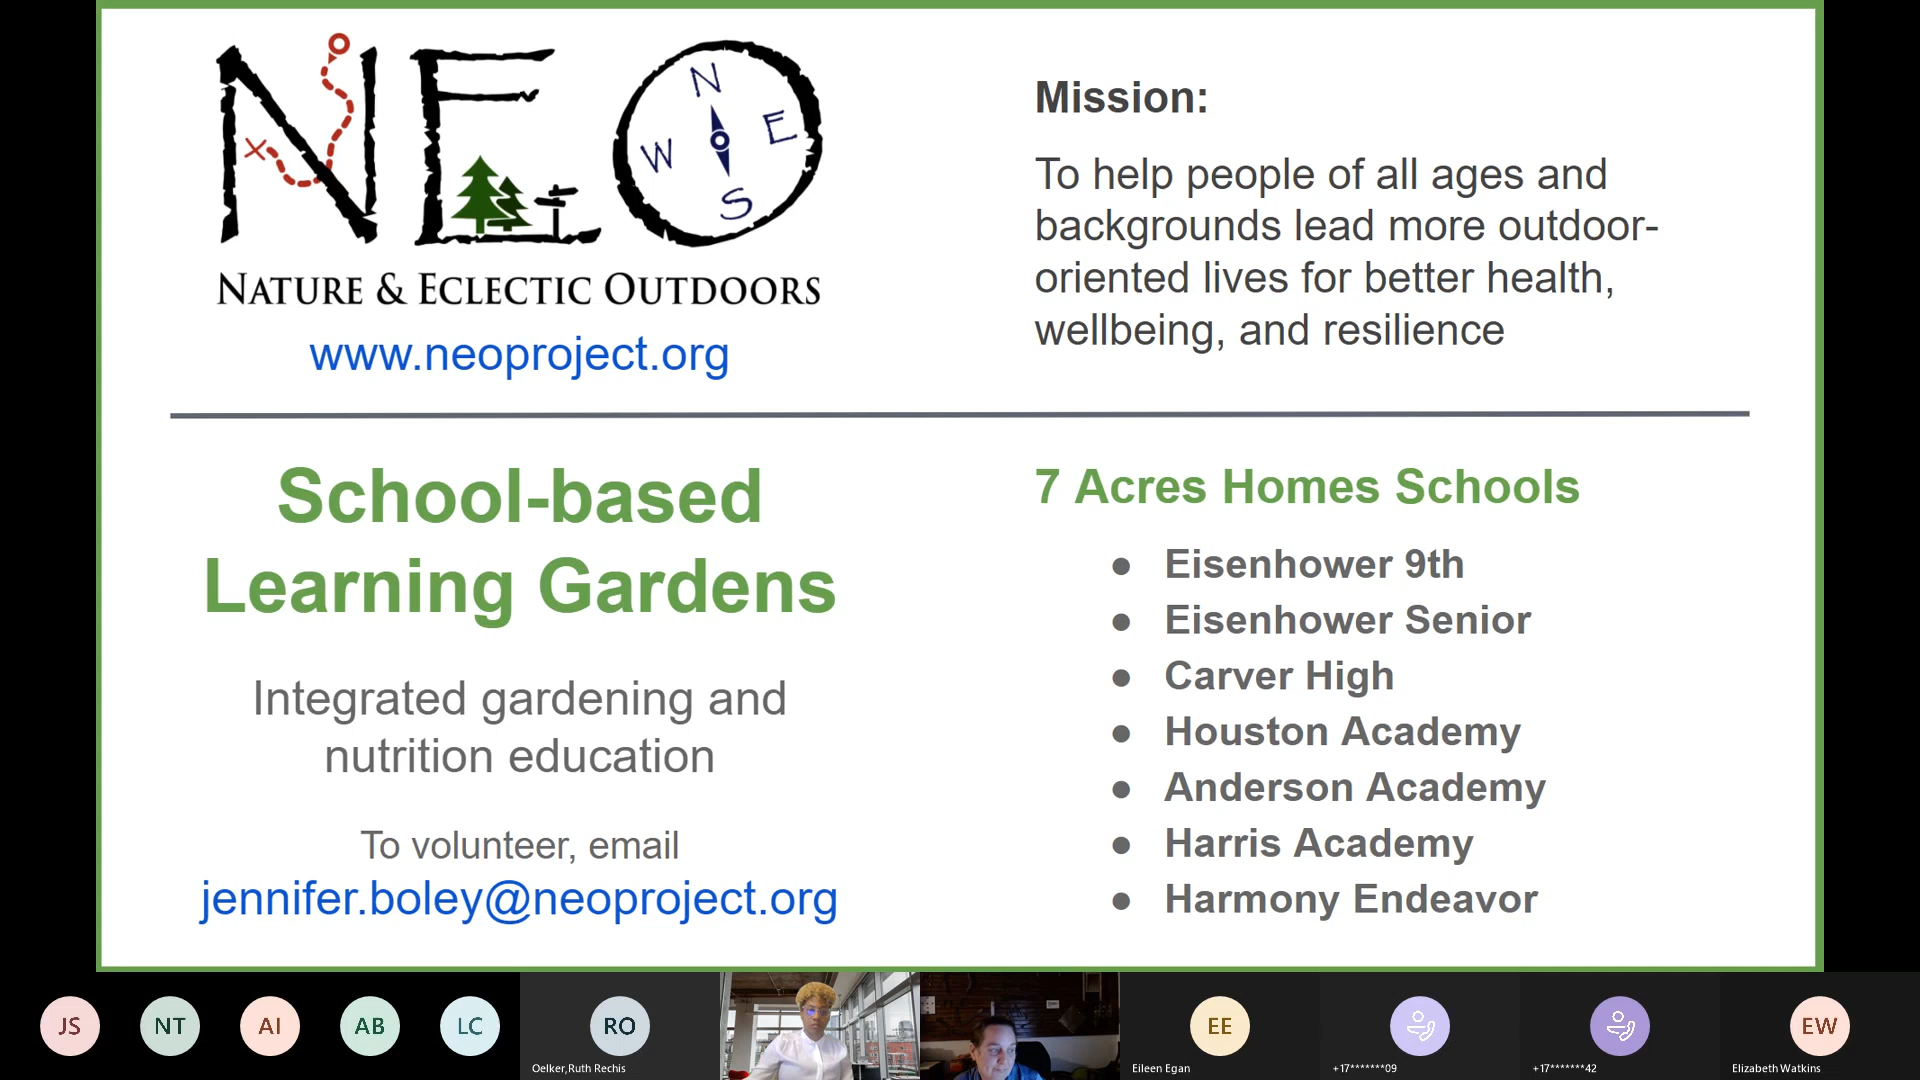 NEO
N
W
E
S
NATURE & ECLECTIC OUTDOORS
www.neoproject.org
Mission:
To help people of all ages and
backgrounds lead more outdoor-
oriented lives for better health,
wellbeing, and resilience
School-based
Learning Gardens
Integrated gardening and
nutrition education
To volunteer, email
jennifer.boley@neoproject.org
7 Acres Homes Schools
● Eisenhower 9th
● Eisenhower Senior
● Carver High
● Houston Academy
● Anderson Academy
● Harris Academy
● Harmony Endeavor
JS
NT
AI
AB
LC
RO
Oelker,Ruth Rechis
EE
Eileen Egan
+17*******09
+17*******42
EW
Elizabeth Watkins